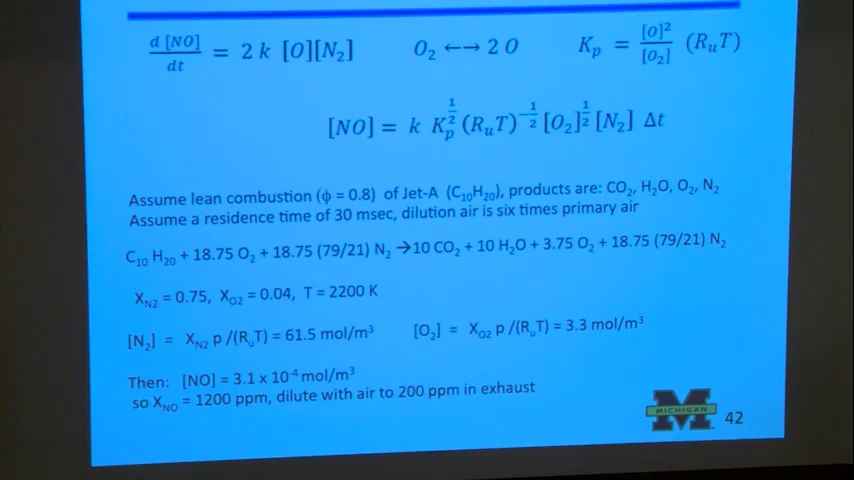 d [NO] / dt = 2 k [O][N₂]   O₂ ←→ 2 O   Kₚ = [O]² / [O₂] (RᵤT)
[NO] = k Kₚ^(1/2) (RᵤT)^(−1/2) [O₂]^(1/2) [N₂] Δt
Assume lean combustion (ϕ = 0.8) of Jet-A (C₁₀H₂₀), products are: CO₂, H₂O, O₂, N₂
Assume a residence time of 30 msec, dilution air is six times primary air
C₁₀ H₂₀ + 18.75 O₂ + 18.75 (79/21) N₂ →10 CO₂ + 10 H₂O + 3.75 O₂ + 18.75 (79/21) N₂
X_N2 = 0.75, X_O2 = 0.04, T = 2200 K
[N₂] = X_N2 p /(RᵤT) = 61.5 mol/m³   [O₂] = X_O2 p /(RᵤT) = 3.3 mol/m³
Then: [NO] = 3.1 x 10⁻⁴ mol/m³
so X_NO = 1200 ppm, dilute with air to 200 ppm in exhaust
MICHIGAN
42